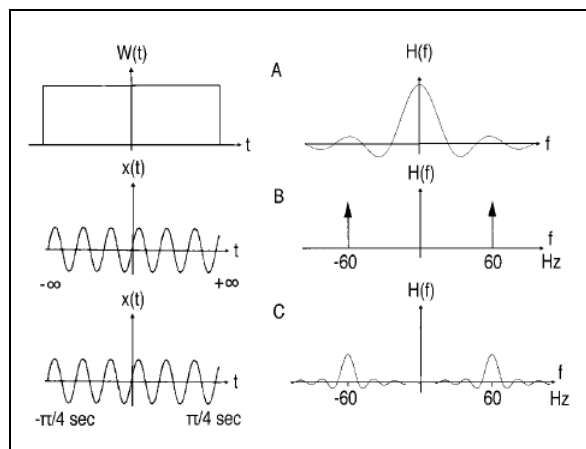 W(t)
t
A
H(f)
f
x(t)
t
-∞
+∞
B
H(f)
f
-60
60
Hz
x(t)
t
-π/4 sec
π/4 sec
C
H(f)
f
-60
60
Hz